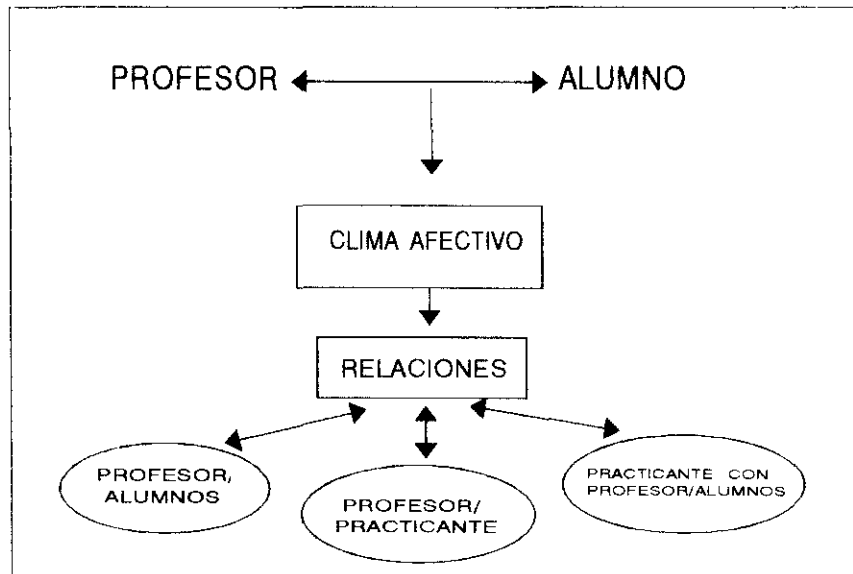 PROFESOR ALUMNO
CLIMA AFECTIVO
RELACIONES
PROFESOR/
ALUMNOS
PROFESOR/
PRACTICANTE
PRACTICANTE CON
PROFESOR/ALUMNOS